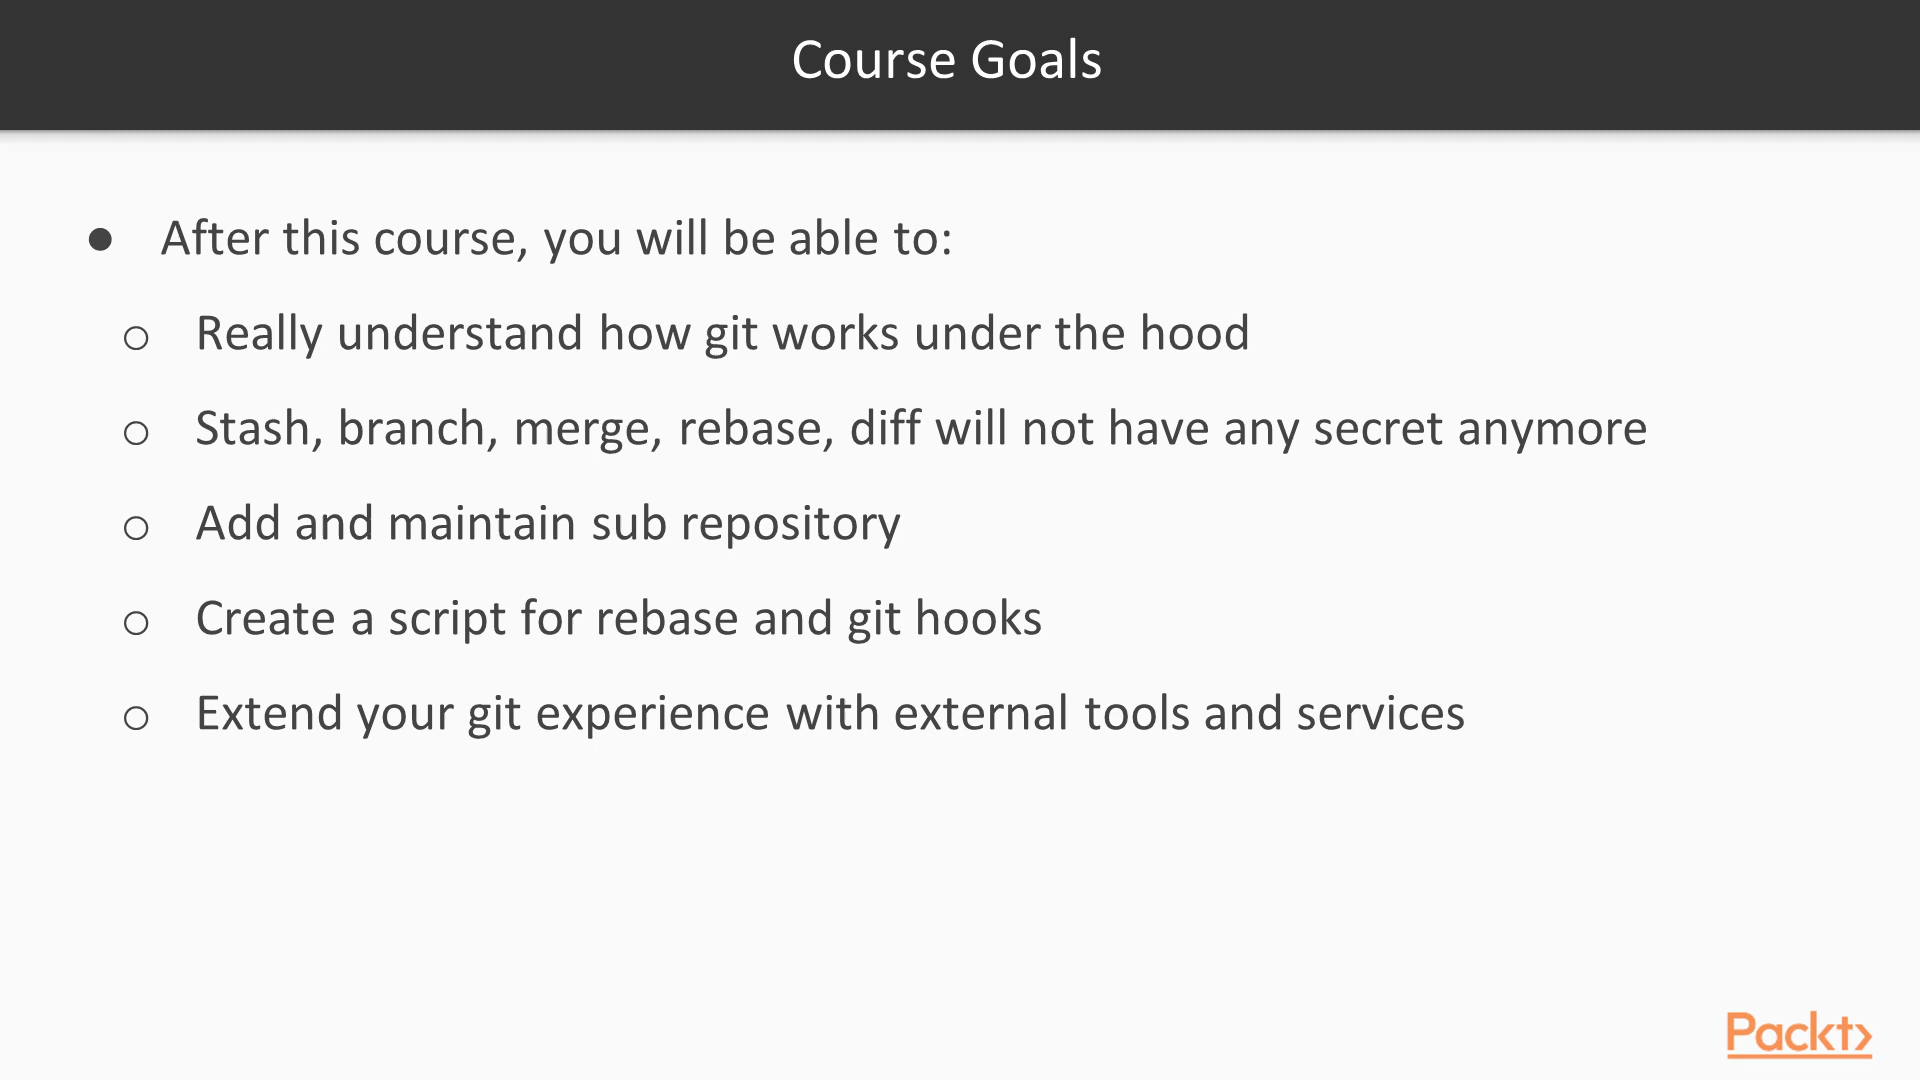 Course Goals
● After this course, you will be able to:
○ Really understand how git works under the hood
○ Stash, branch, merge, rebase, diff will not have any secret anymore
○ Add and maintain sub repository
○ Create a script for rebase and git hooks
○ Extend your git experience with external tools and services
Packt>